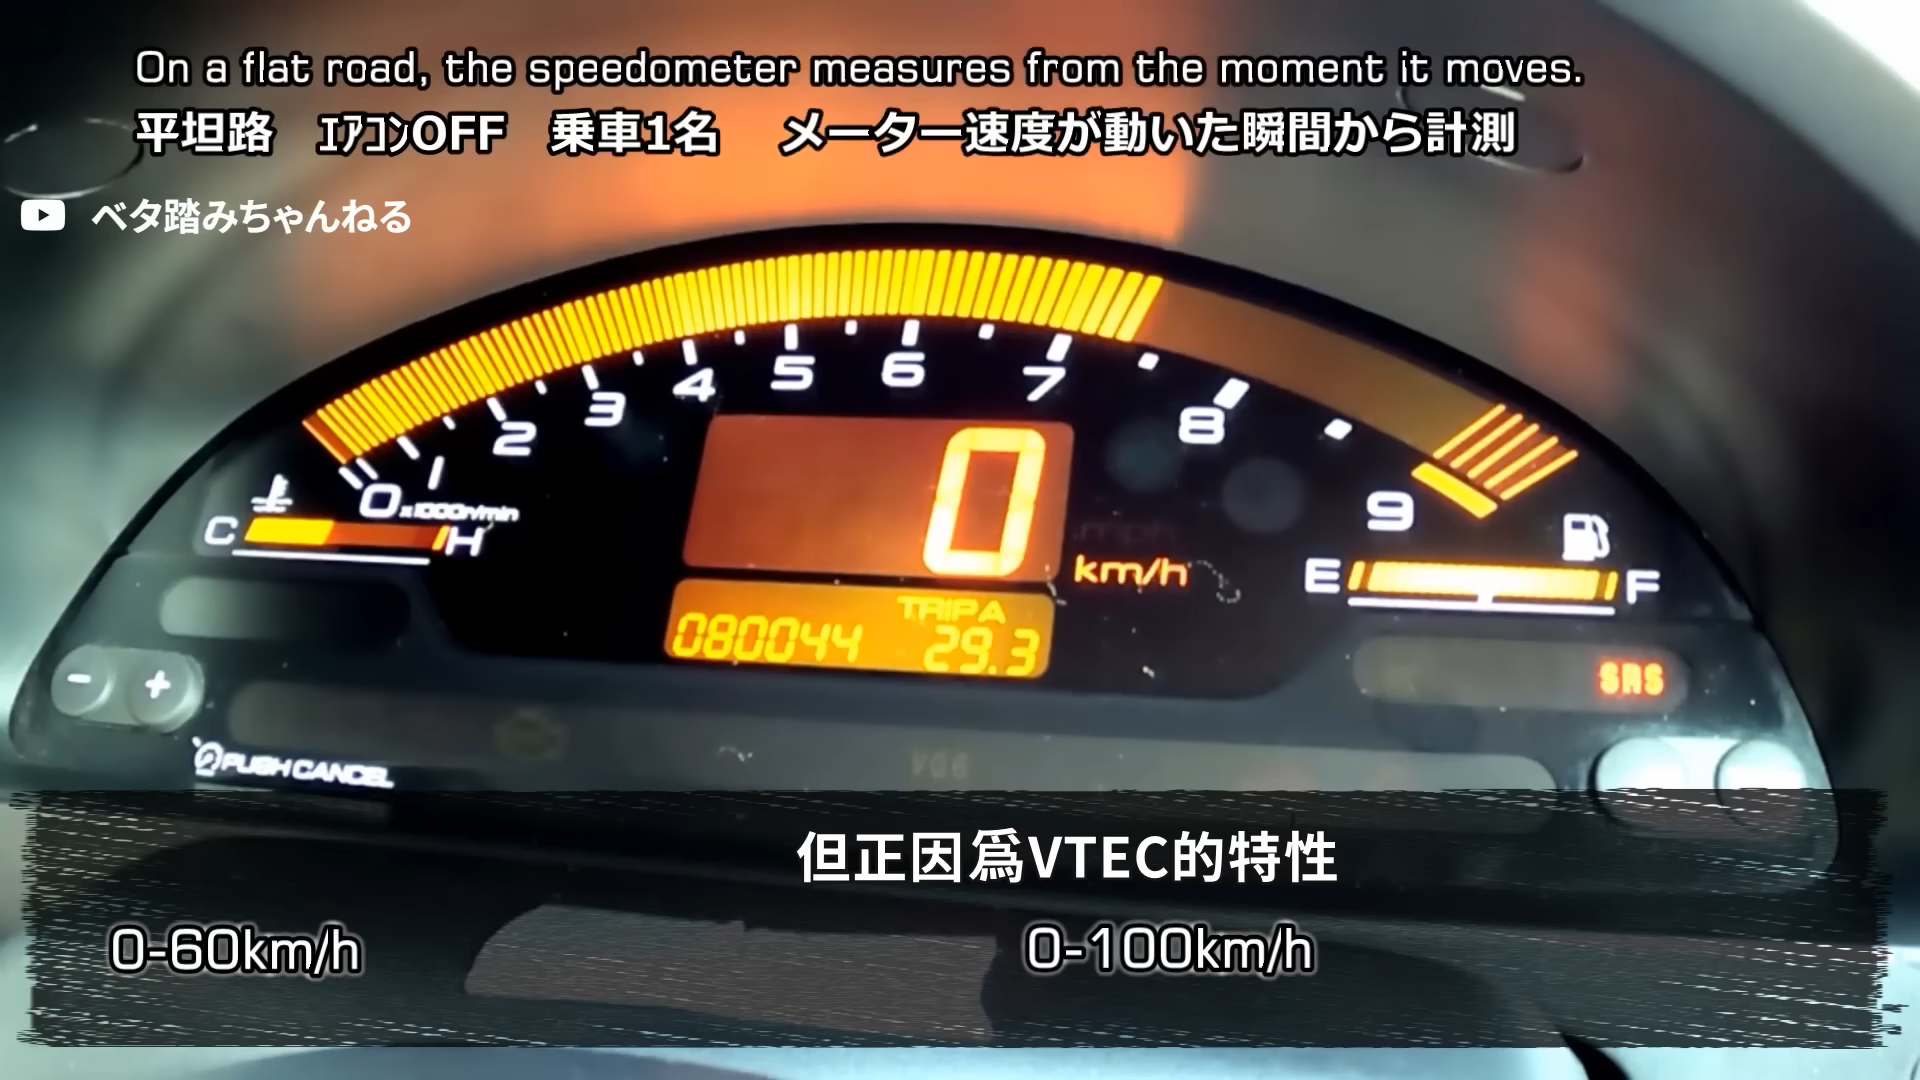 On a flat road, the speedometer measures from the moment it moves.
平坦路　ｴｱｺﾝOFF　乗車1名　メーター速度が動いた瞬間から計測
ベタ踏みちゃんねる
0 1 2 3 4 5 6 7 8 9
x1000r/min
C H
0
mph
km/h
E F
TRIP A
080044 29.3
SRS
- +
PUSH CANCEL
但正因爲VTEC的特性
0-60km/h
0-100km/h